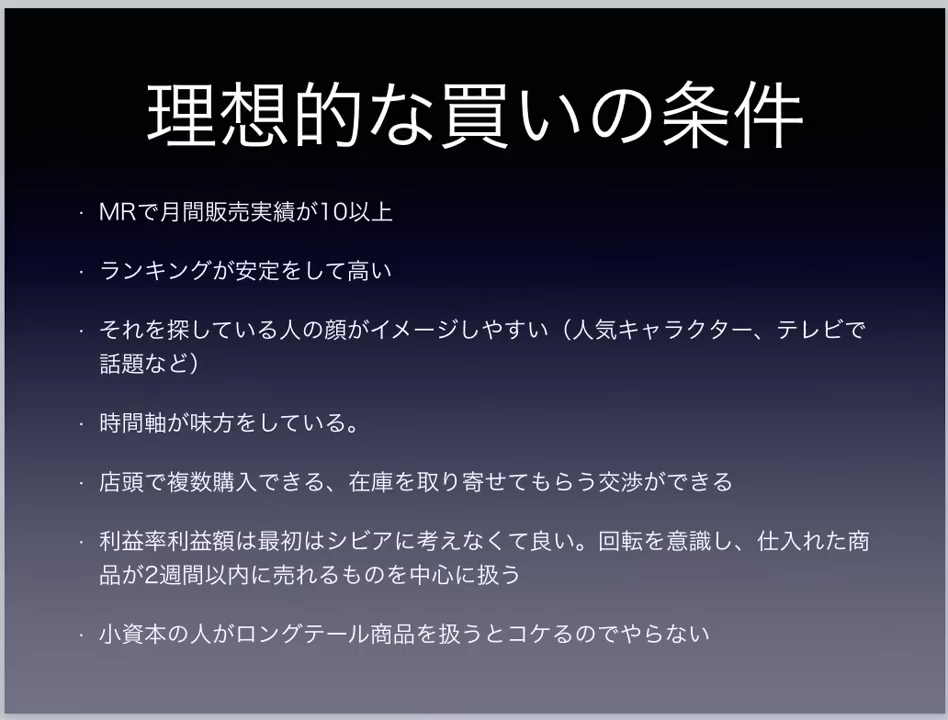 理想的な買いの条件
・ MRで月間販売実績が10以上
・ ランキングが安定をして高い
・ それを探している人の顔がイメージしやすい（人気キャラクター、テレビで
話題など）
・ 時間軸が味方をしている。
・ 店頭で複数購入できる、在庫を取り寄せてもらう交渉ができる
・ 利益率利益額は最初はシビアに考えなくて良い。回転を意識し、仕入れた商
品が2週間以内に売れるものを中心に扱う
・ 小資本の人がロングテール商品を扱うとコケるのでやらない